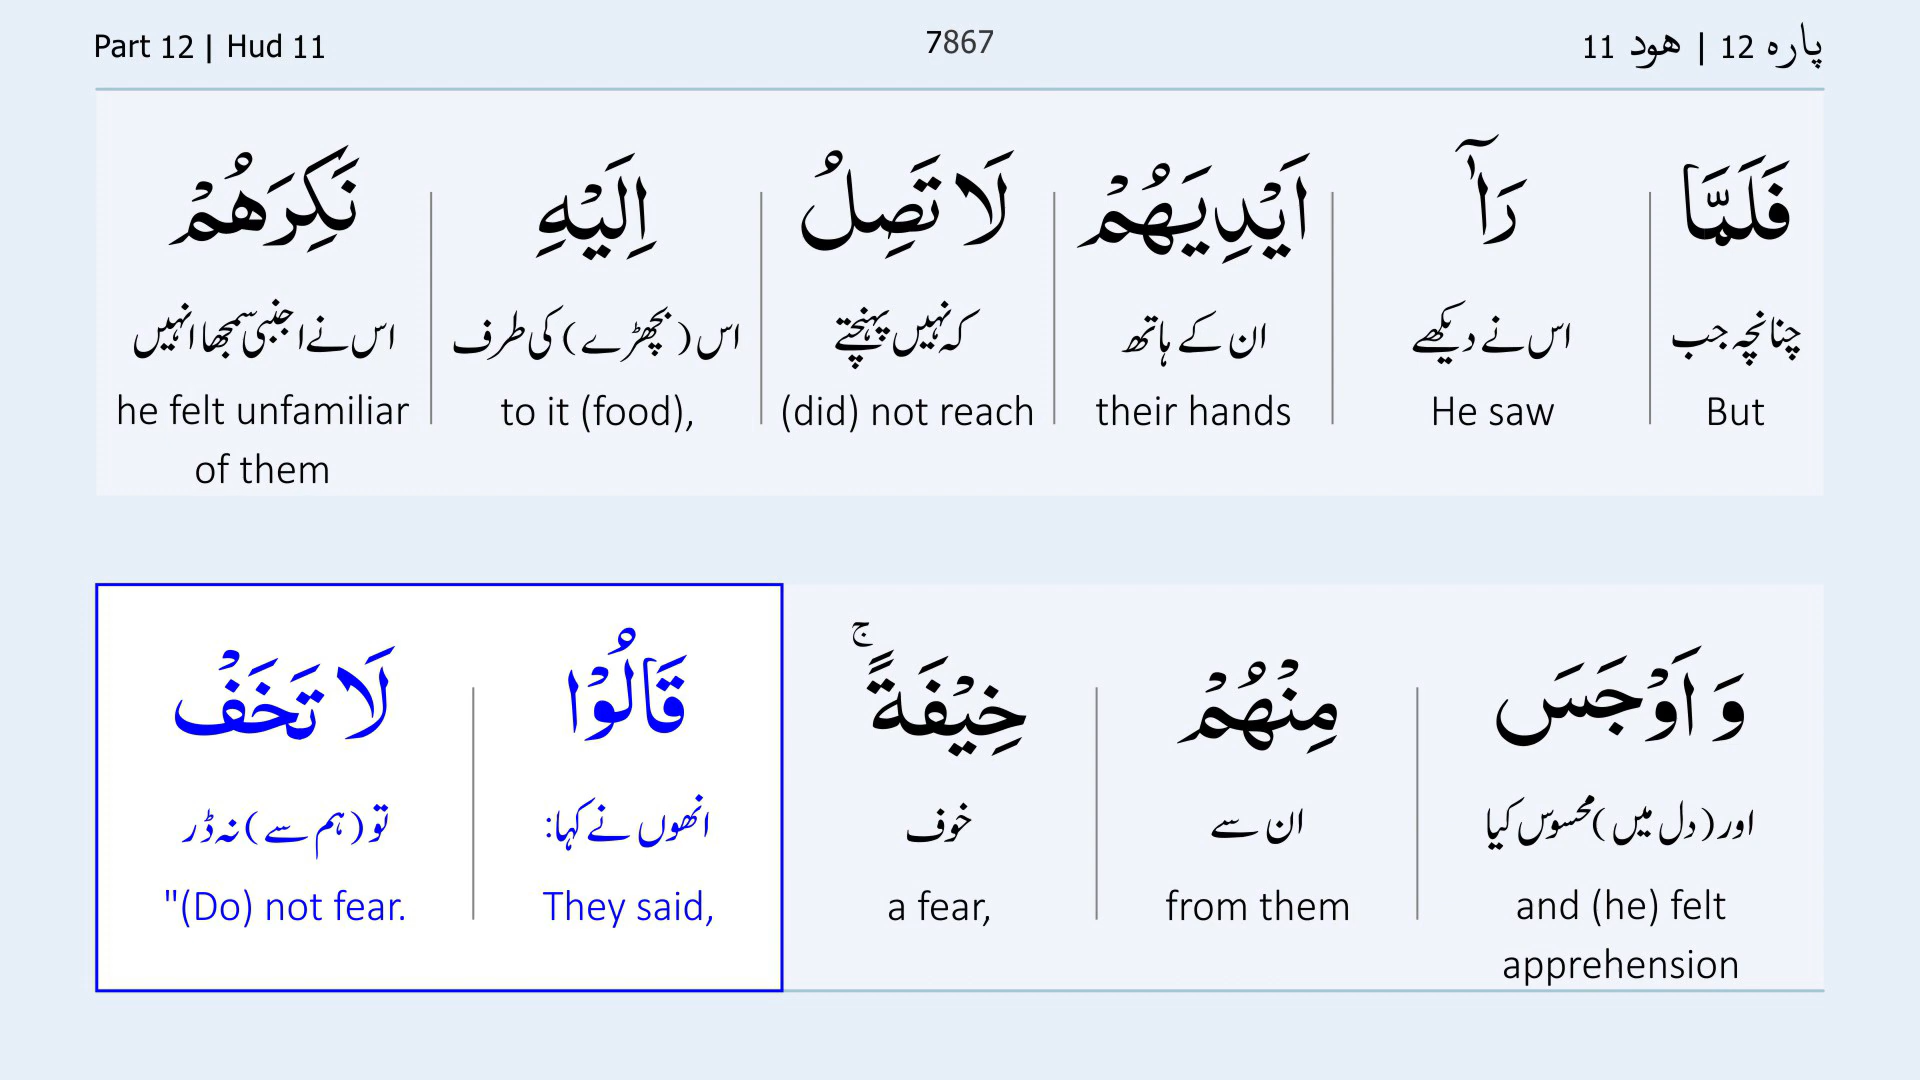 Part 12 | Hud 11
7867
پارہ 12 | ھود 11
فَلَمَّا رَاٰۤ اَيْدِيَهُمْ لَا تَصِلُ اِلَيْهِ نَكِرَهُمْ
چنانچہ جب اس نے دیکھے ان کے ہاتھ کہ نہیں پہنچتے اس (بچھڑے) کی طرف اس نے اجنبی سمجھا انہیں
But He saw their hands (did) not reach to it (food), he felt unfamiliar
of them
وَ اَوْجَسَ مِنْهُمْ خِيْفَةً ۚ قَالُوْا لَا تَخَفْ
اور (دل میں) محسوس کیا ان سے خوف انھوں نے کہا: تو (ہم سے) نہ ڈر
and (he) felt from them a fear, They said, "(Do) not fear.
apprehension